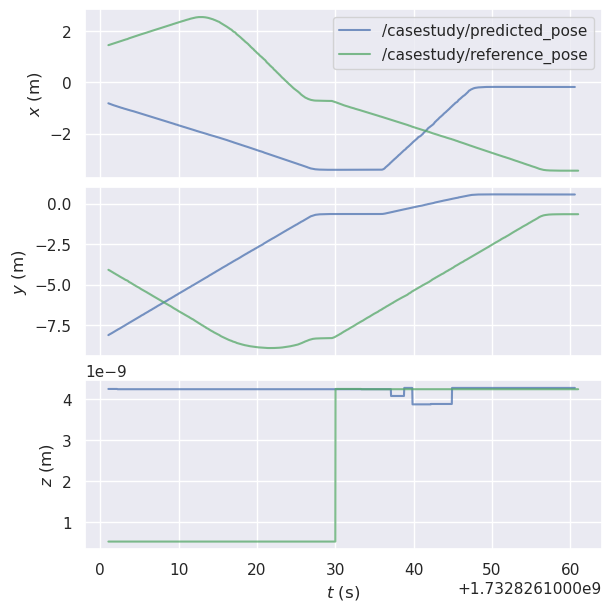 2
0
−2
x (m)
/casestudy/predicted_pose
/casestudy/reference_pose
0.0
−2.5
−5.0
−7.5
y (m)
1e−9
4
3
2
1
z (m)
0 10 20 30 40 50 60
t (s)
+1.7328261000e9